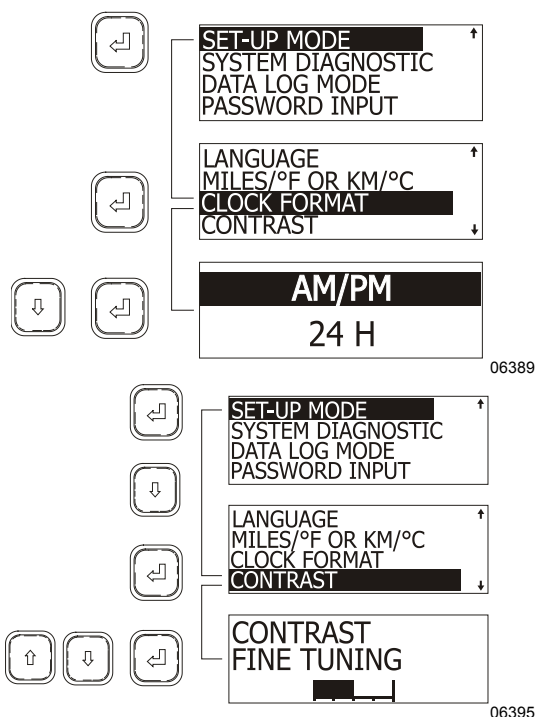 SET-UP MODE
SYSTEM DIAGNOSTIC
DATA LOG MODE
PASSWORD INPUT
LANGUAGE
MILES/°F OR KM/°C
CLOCK FORMAT
CONTRAST
AM/PM
24 H
06389
SET-UP MODE
SYSTEM DIAGNOSTIC
DATA LOG MODE
PASSWORD INPUT
LANGUAGE
MILES/°F OR KM/°C
CLOCK FORMAT
CONTRAST
CONTRAST
FINE TUNING
06395